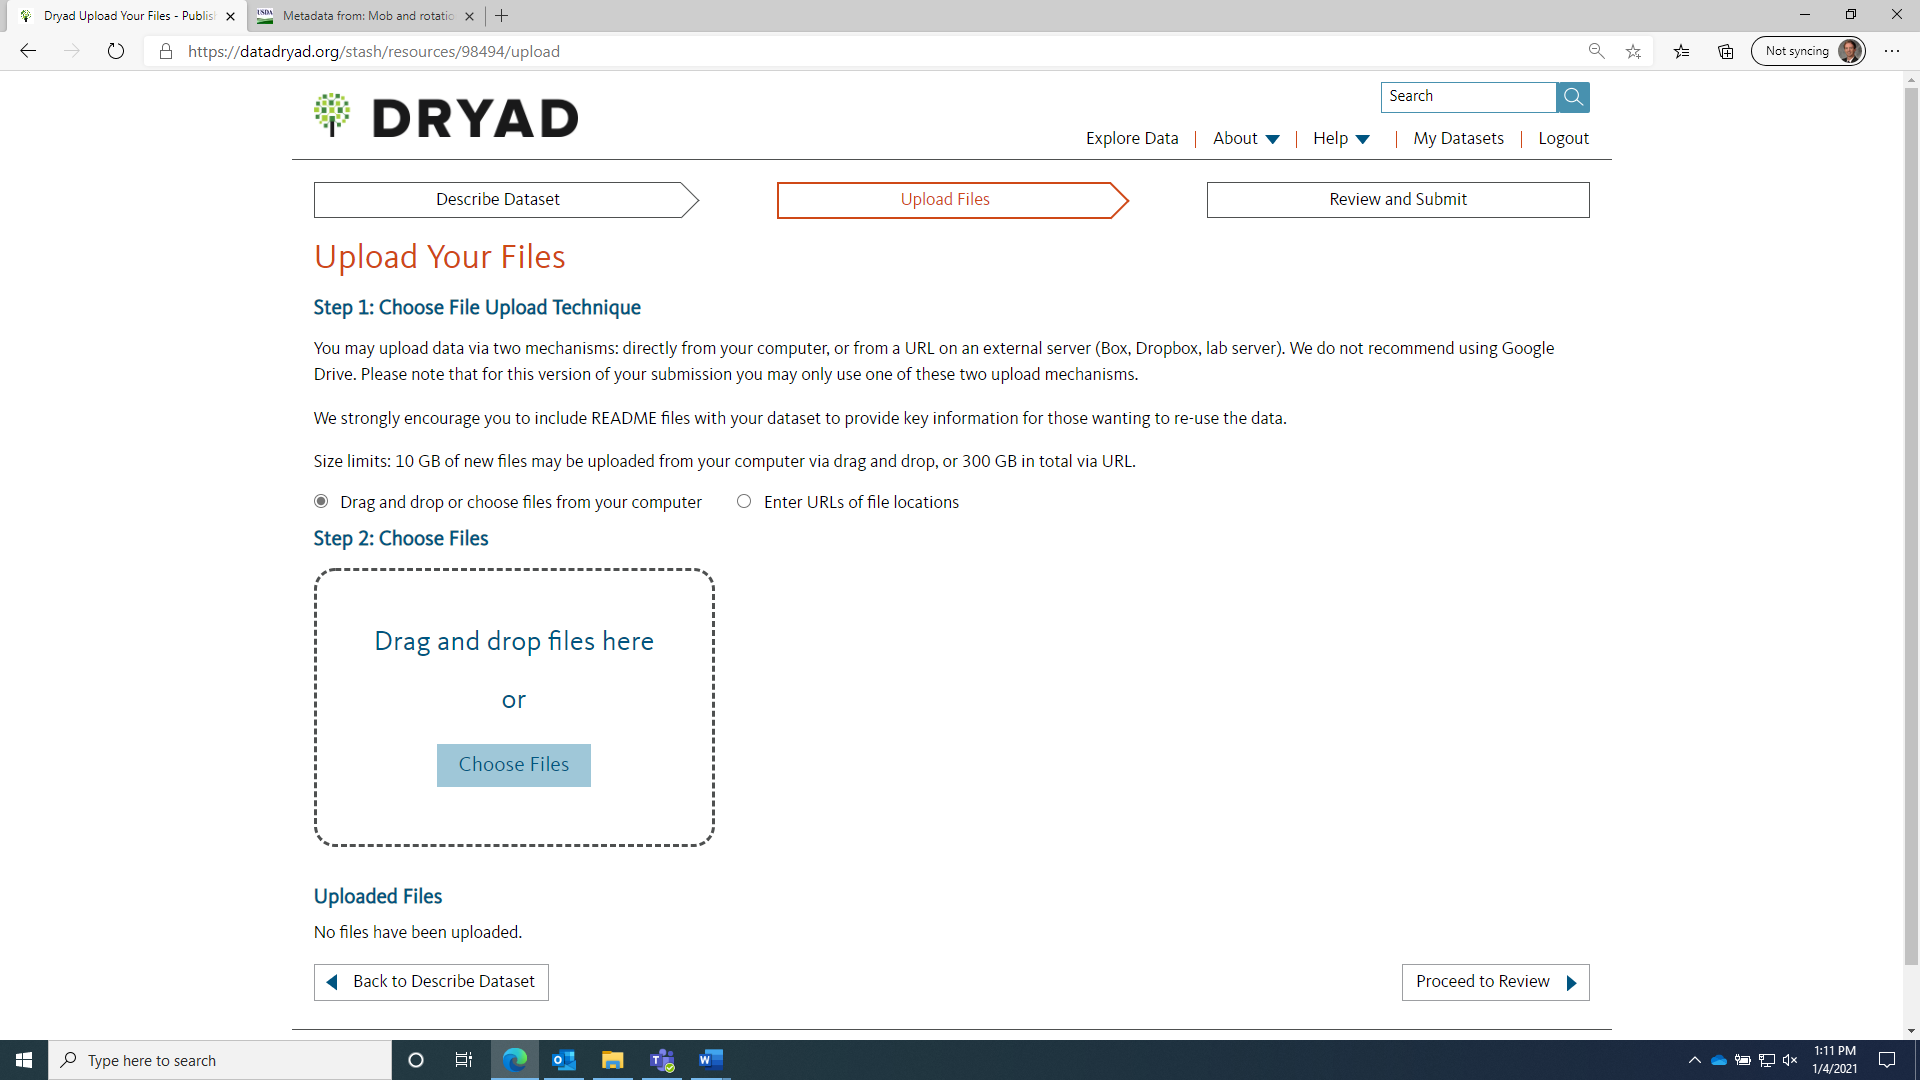 Dryad Upload Your Files - Publis
USDA
Metadata from: Mob and rotatio
https://datadryad.org/stash/resources/98494/upload
Not syncing
DRYAD
Search
Explore Data | About | Help | My Datasets | Logout
Describe Dataset
Upload Files
Review and Submit
Upload Your Files
Step 1: Choose File Upload Technique
You may upload data via two mechanisms: directly from your computer, or from a URL on an external server (Box, Dropbox, lab server). We do not recommend using Google
Drive. Please note that for this version of your submission you may only use one of these two upload mechanisms.
We strongly encourage you to include README files with your dataset to provide key information for those wanting to re-use the data.
Size limits: 10 GB of new files may be uploaded from your computer via drag and drop, or 300 GB in total via URL.
Drag and drop or choose files from your computer
Enter URLs of file locations
Step 2: Choose Files
Drag and drop files here
or
Choose Files
Uploaded Files
No files have been uploaded.
Back to Describe Dataset
Proceed to Review
Type here to search
1:11 PM
1/4/2021